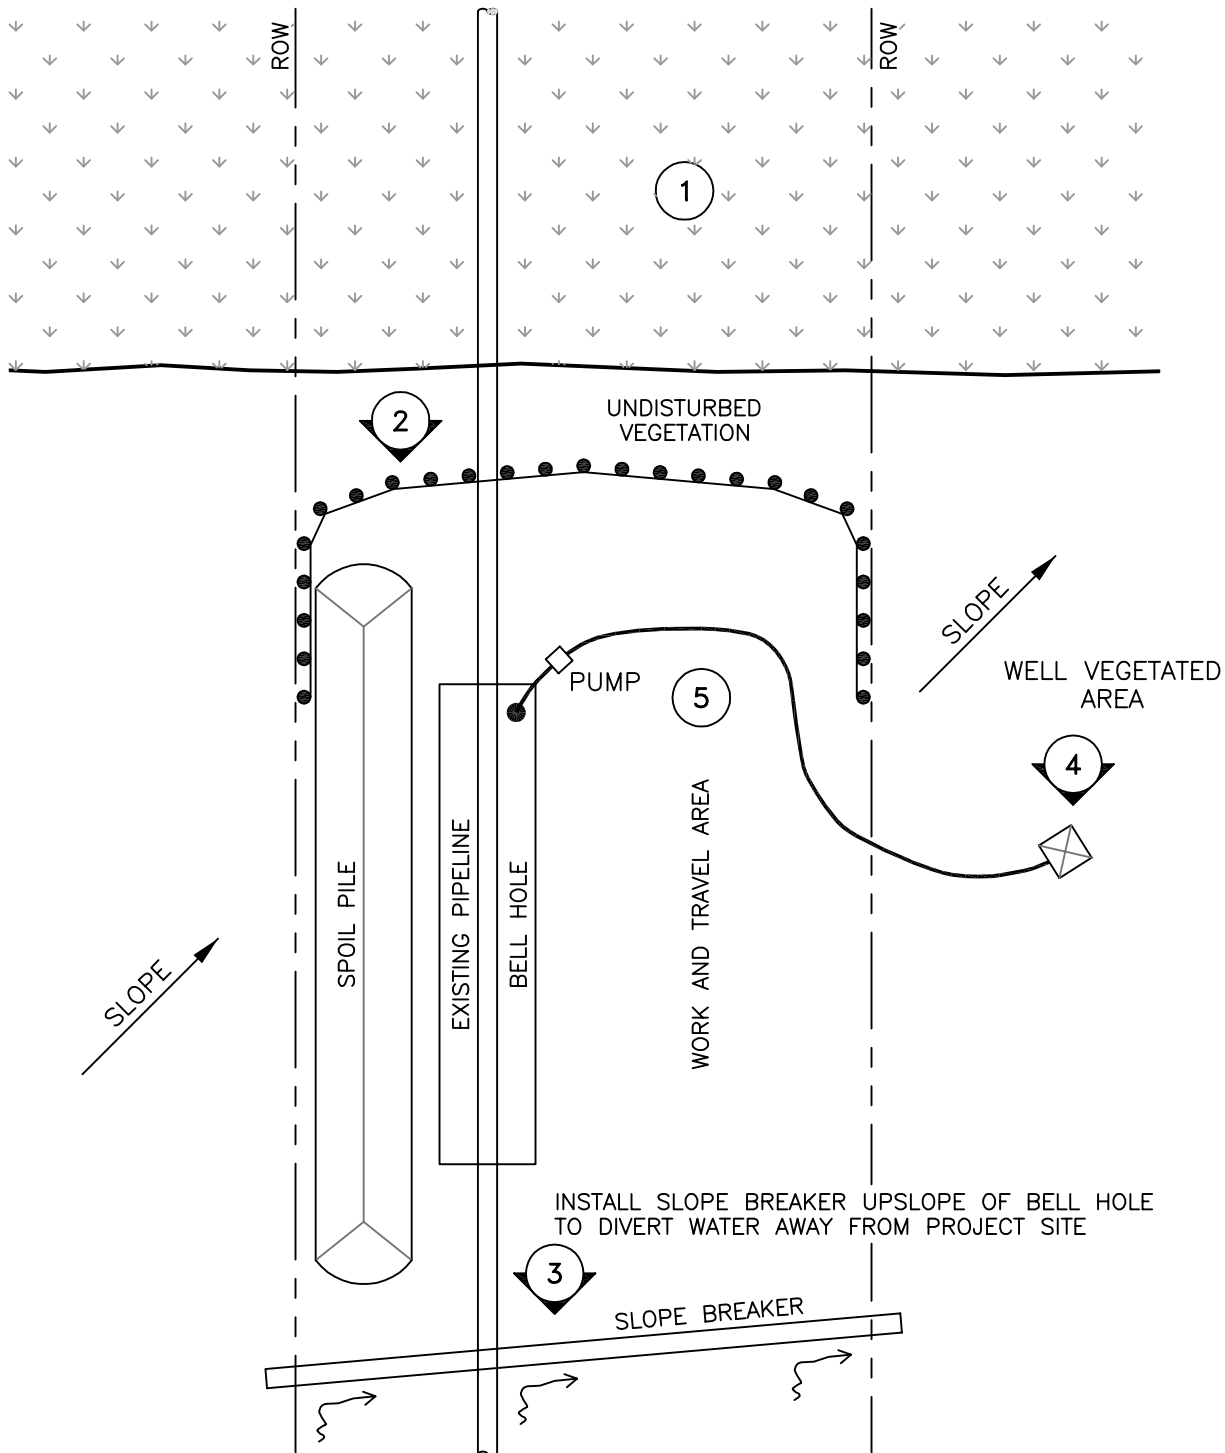 ROW
ROW
1
2
UNDISTURBED
VEGETATION
SLOPE
WELL VEGETATED
AREA
PUMP
5
4
SPOIL PILE
EXISTING PIPELINE
BELL HOLE
WORK AND TRAVEL AREA
SLOPE
INSTALL SLOPE BREAKER UPSLOPE OF BELL HOLE
TO DIVERT WATER AWAY FROM PROJECT SITE
3
SLOPE BREAKER